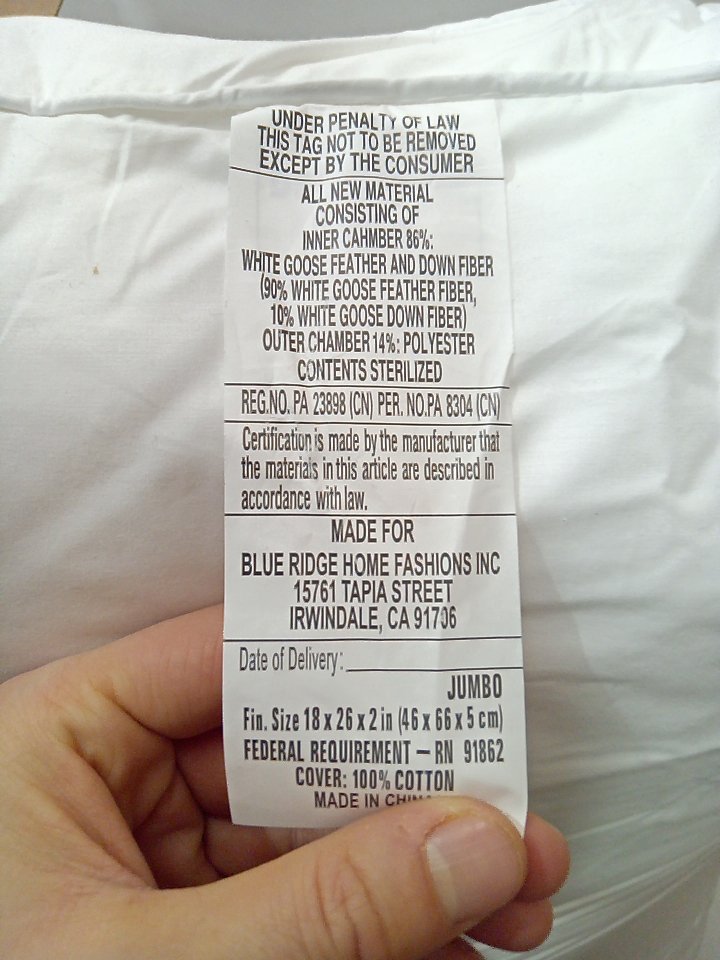 UNDER PENALTY OF LAW
THIS TAG NOT TO BE REMOVED
EXCEPT BY THE CONSUMER
ALL NEW MATERIAL
CONSISTING OF
INNER CAHMBER 86%:
WHITE GOOSE FEATHER AND DOWN FIBER
(90% WHITE GOOSE FEATHER FIBER,
10% WHITE GOOSE DOWN FIBER)
OUTER CHAMBER 14%: POLYESTER
CONTENTS STERILIZED
REG.NO. PA 23898 (CN) PER. NO.PA 8304 (CN)
Certification is made by the manufacturer that
the materials in this article are described in
accordance with law.
MADE FOR
BLUE RIDGE HOME FASHIONS INC
15761 TAPIA STREET
IRWINDALE, CA 91706
Date of Delivery:
JUMBO
Fin. Size 18 x 26 x 2 in (46 x 66 x 5 cm)
FEDERAL REQUIREMENT — RN 91862
COVER: 100% COTTON
MADE IN